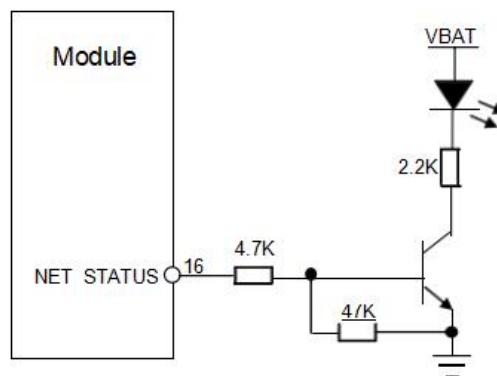 Module
VBAT
2.2K
NET STATUS
16
4.7K
47K